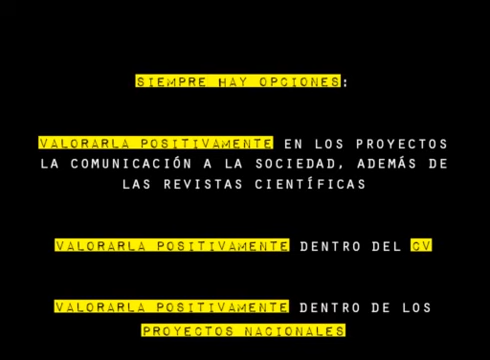 SIEMPRE HAY OPCIONES:
VALORARLA POSITIVAMENTE EN LOS PROYECTOS
LA COMUNICACIÓN A LA SOCIEDAD, ADEMÁS DE
LAS REVISTAS CIENTÍFICAS
VALORARLA POSITIVAMENTE DENTRO DEL CV
VALORARLA POSITIVAMENTE DENTRO DE LOS
PROYECTOS NACIONALES